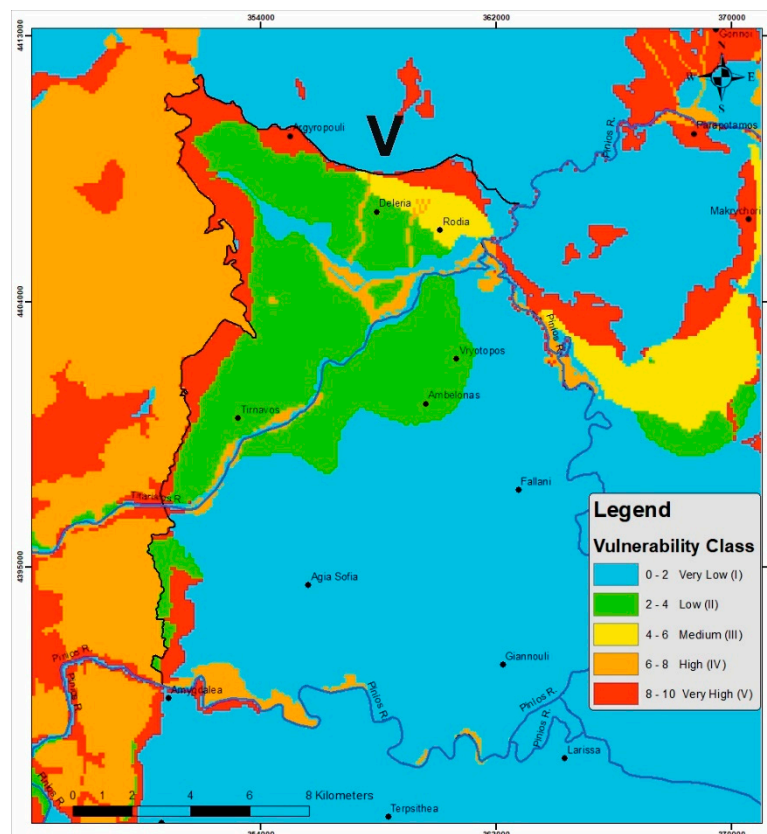 354000 362000 370000
4413000
Gonnoi
N
W E
S
V
Argyropouli
Pinios R.
Parapotamos
Deleria
Makrychori
Rodia
4404000
Pinios R.
Vryotopos
Ambelonas
Tirnavos
Fallani
Legend
Vulnerability Class
0 - 2 Very Low (I)
2 - 4 Low (II)
4 - 6 Medium (III)
6 - 8 High (IV)
8 - 10 Very High (V)
4395000
Agia Sofia
Giannouli
Pinios R.
Pinios R.
Amygdalea
Pinios R.
Pinios R.
Pinios R.
Larissa
Pinios R.
0 1 2 4 6 8 Kilometers
Terpsithea
354000 362000 370000